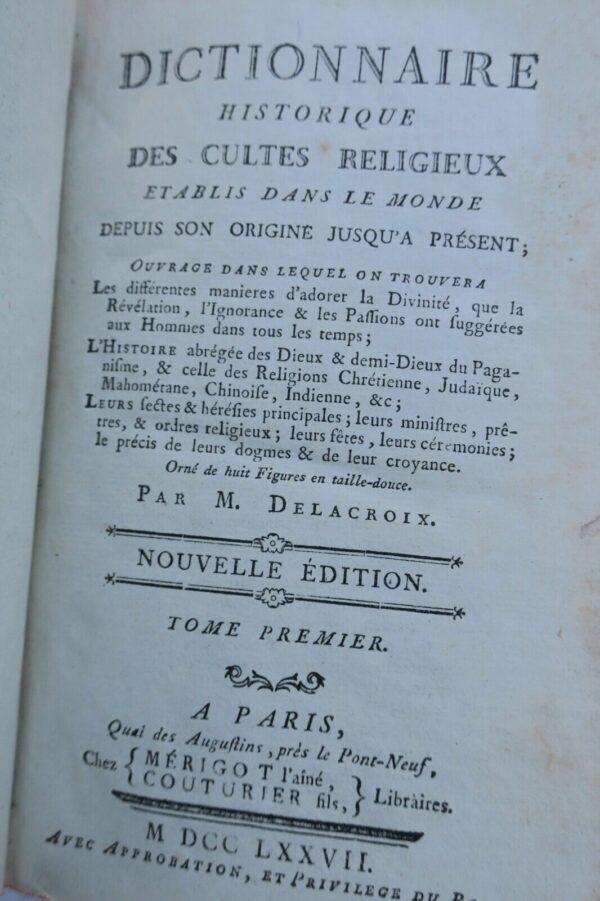 DICTIONNAIRE
HISTORIQUE
DES CULTES RELIGIEUX
ETABLIS DANS LE MONDE
DEPUIS SON ORIGINE JUSQU'A PRÉSENT;
OUVRAGE DANS LEQUEL ON TROUVERA
Les différentes manieres d'adorer la Divinité, que la
Révélation, l'Ignorance & les Paſſions ont ſuggérées
aux Hommes dans tous les temps;
L'HISTOIRE abrégée des Dieux & demi-Dieux du Paga-
niſme, & celle des Religions Chrétienne, Judaïque,
Mahométane, Chinoiſe, Indienne, &c;
LEURS ſectes & héréſies principales; leurs miniſtres, prê-
tres, & ordres religieux; leurs fêtes, leurs cérémonies;
le précis de leurs dogmes & de leur croyance.
Orné de huit Figures en taille-douce.
PAR M. DELACROIX.
NOUVELLE ÉDITION.
TOME PREMIER.
A PARIS,
Quai des Auguſtins, près le Pont-Neuf,
Chez { MÉRIGOT l'aîné, } Libràires.
COUTURIER fils,
M DCC LXXVII.
AVEC APPROBATION, ET PRIVILEGE DU